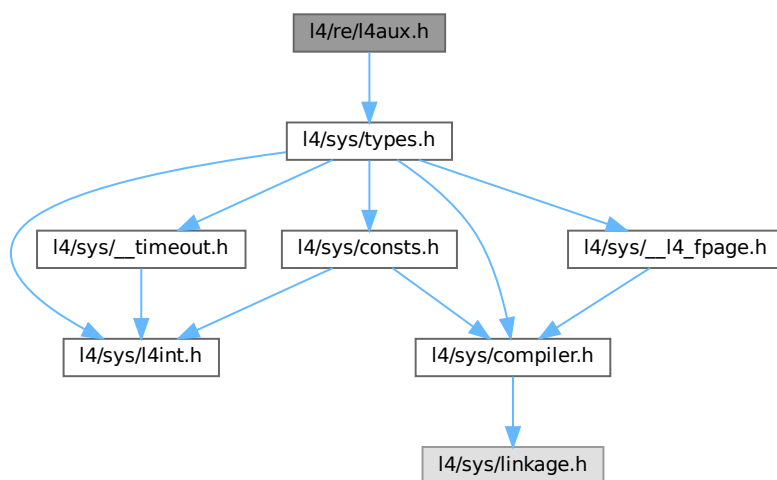 l4/re/l4aux.h
l4/sys/types.h
l4/sys/__timeout.h
l4/sys/consts.h
l4/sys/__l4_fpage.h
l4/sys/l4int.h
l4/sys/compiler.h
l4/sys/linkage.h